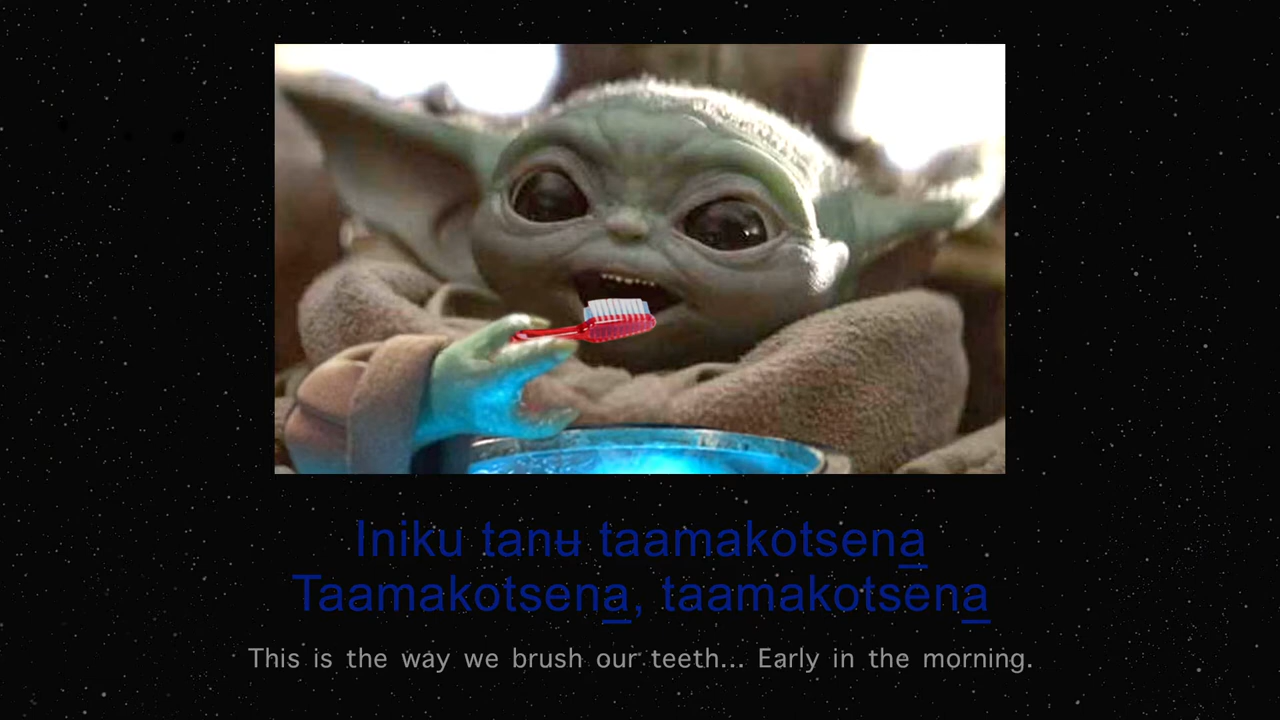 Iniku tanʉ taamakotsena̲
Taamakotsena̲, taamakotsena̲
This is the way we brush our teeth... Early in the morning.